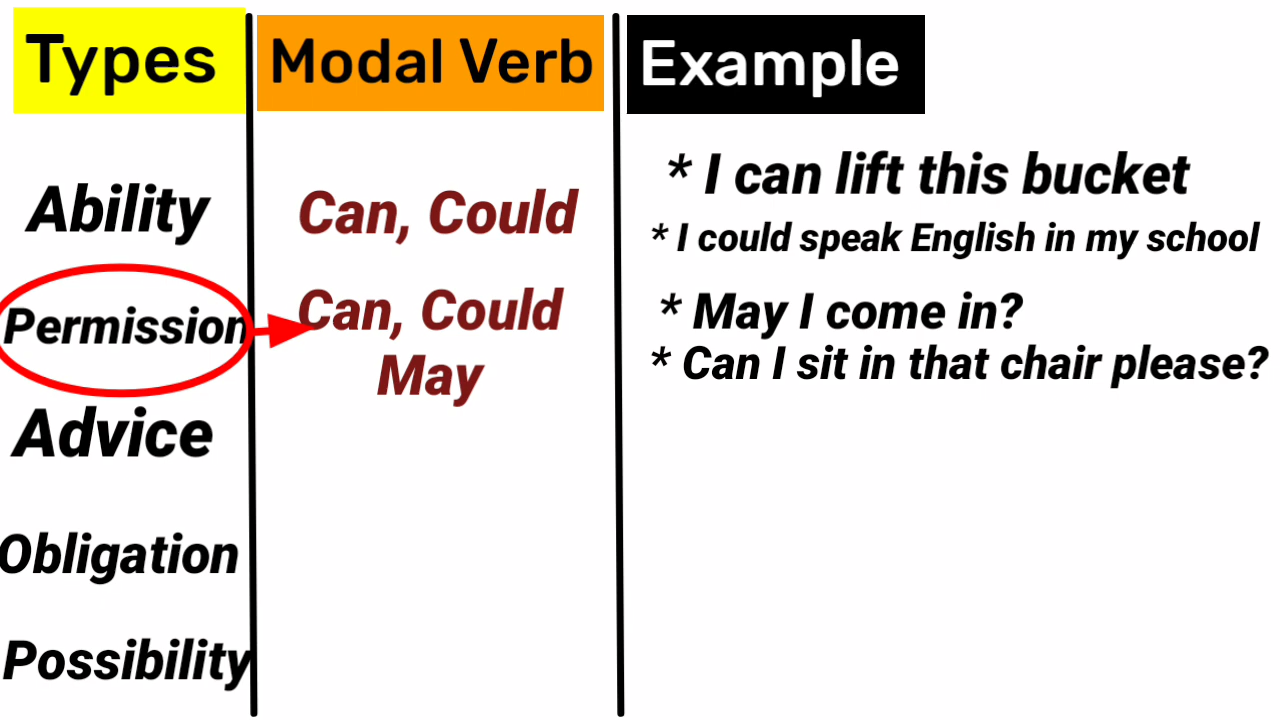 Types Modal Verb Example
Ability Can, Could * I can lift this bucket
* I could speak English in my school
Permission Can, Could * May I come in?
May * Can I sit in that chair please?
Advice
Obligation
Possibility